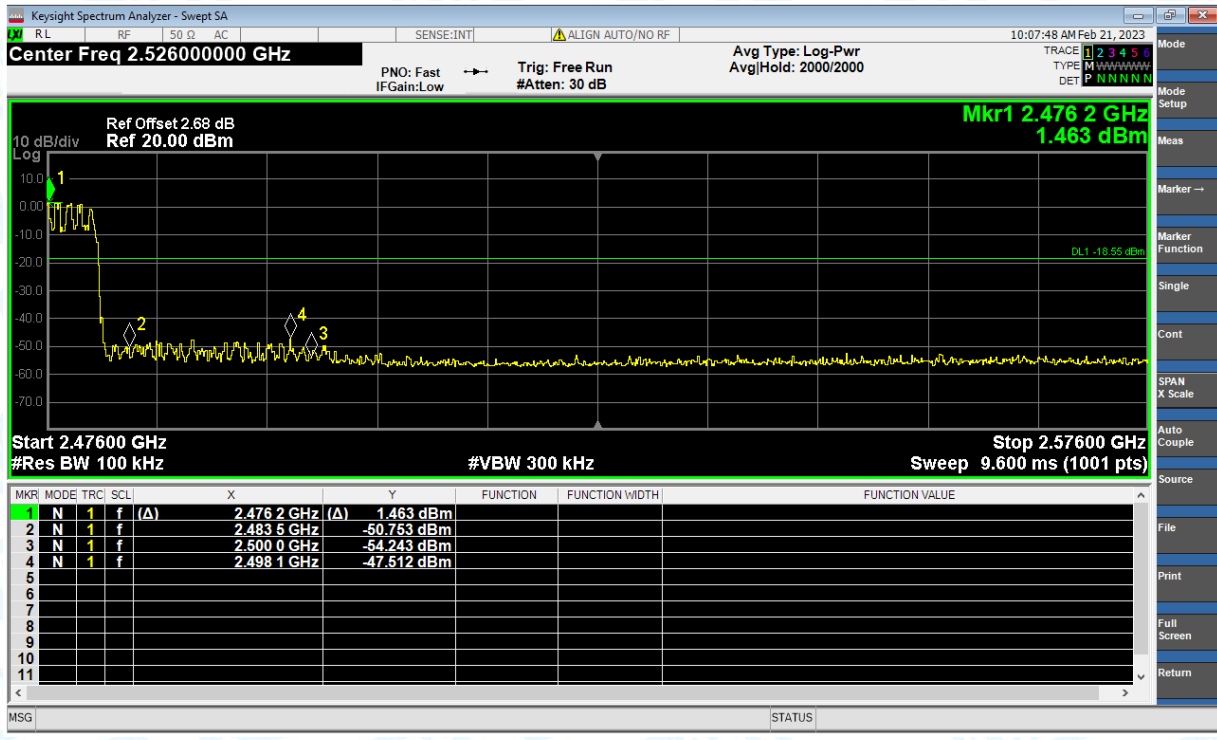 Keysight Spectrum Analyzer - Swept SA
LXI RL RF 50 Ω AC SENSE:INT ALIGN AUTO/NO RF 10:07:48 AM Feb 21, 2023
Center Freq 2.526000000 GHz
PNO: Fast
IFGain:Low
Trig: Free Run
#Atten: 30 dB
Avg Type: Log-Pwr
Avg|Hold: 2000/2000
TRACE 1 2 3 4 5 6
TYPE M W W W W W
DET P N N N N N
Mkr1 2.476 2 GHz
1.463 dBm
Ref Offset 2.68 dB
10 dB/div Ref 20.00 dBm
Log
10.0
0.00
-10.0
-20.0
-30.0
-40.0
-50.0
-60.0
-70.0
1
2
4
3
DL1 -18.55 dBm
Start 2.47600 GHz Stop 2.57600 GHz
#Res BW 100 kHz #VBW 300 kHz Sweep 9.600 ms (1001 pts)
MKR MODE TRC SCL X Y FUNCTION FUNCTION WIDTH FUNCTION VALUE
1 N 1 f (Δ) 2.476 2 GHz (Δ) 1.463 dBm
2 N 1 f 2.483 5 GHz -50.753 dBm
3 N 1 f 2.500 0 GHz -54.243 dBm
4 N 1 f 2.498 1 GHz -47.512 dBm
5
6
7
8
9
10
11
MSG STATUS
Mode
Mode Setup
Meas
Marker →
Marker Function
Single
Cont
SPAN X Scale
Auto Couple
Source
File
Print
Full Screen
Return